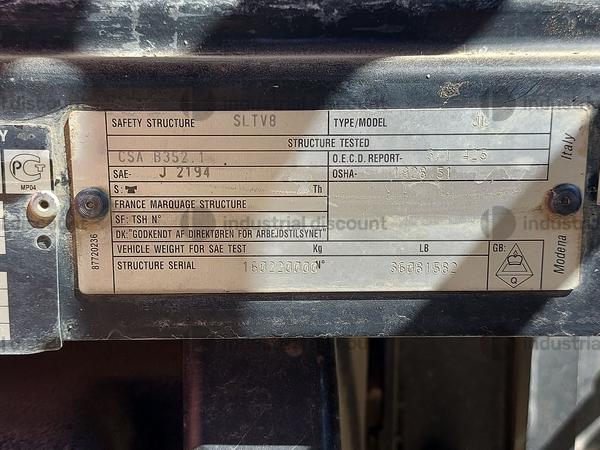 SAFETY STRUCTURE SLTV8 TYPE/MODEL
STRUCTURE TESTED
CSA B352.1 O.E.C.D. REPORT-
SAE- J 2194 OSHA- 1928 51
S: Th
FRANCE MARQUAGE STRUCTURE
SF: TSH N°
DK:"GODKENDT AF DIREKTØREN FOR ARBEJDSTILSYNET"
VEHICLE WEIGHT FOR SAE TEST Kg LB GB:
STRUCTURE SERIAL N° Q
87720236
Modena Italy
Y
PCT
MP04
industrial discount